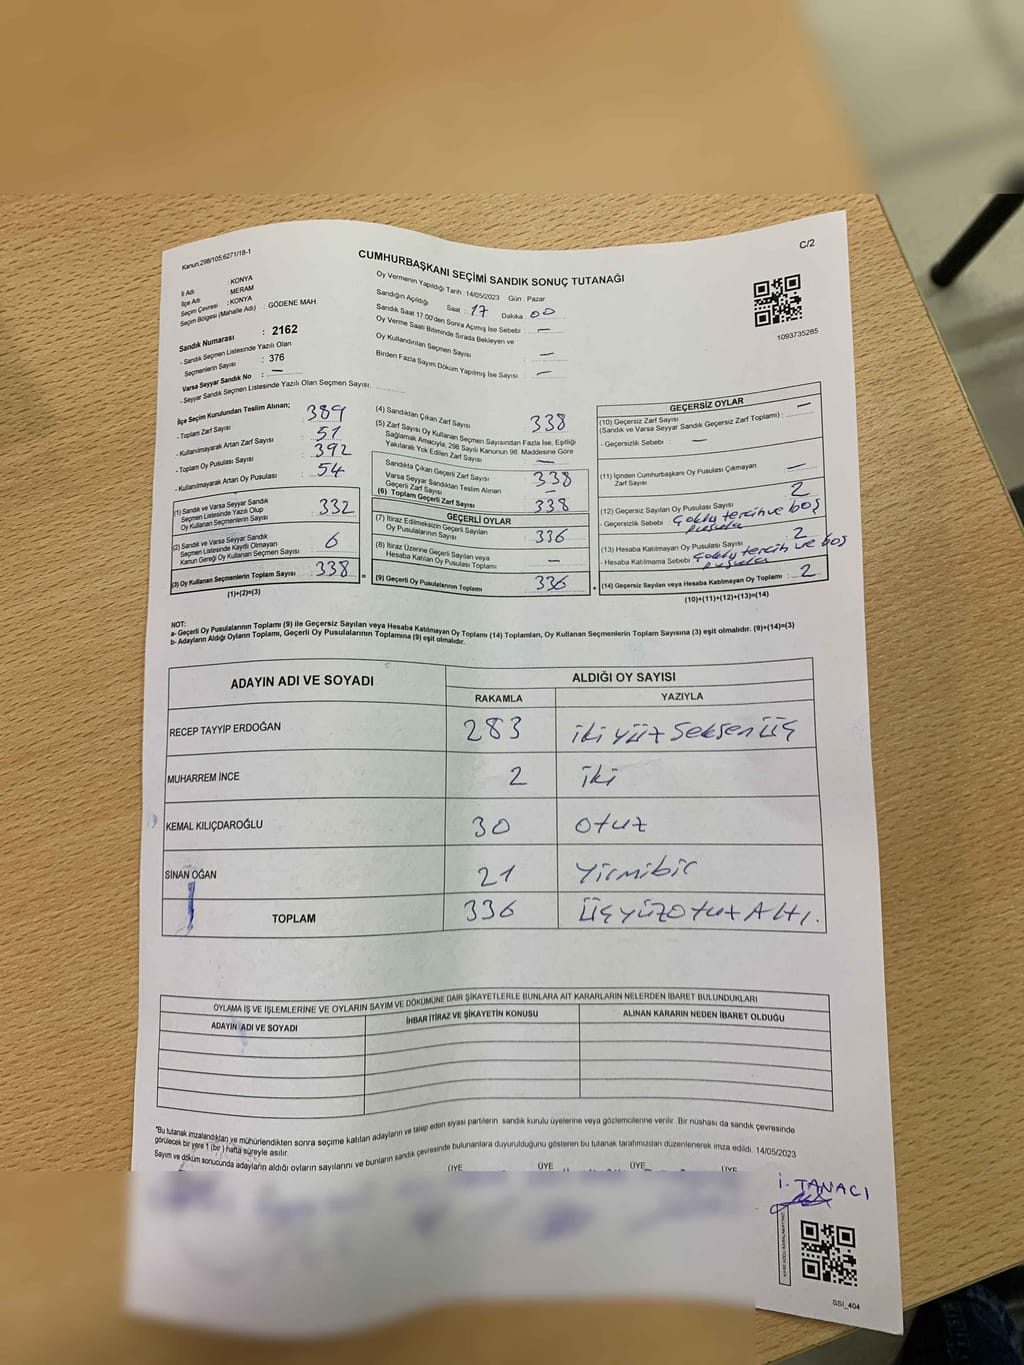 Kanun:298/105;6271/18-1
C/2
CUMHURBAŞKANI SEÇİMİ SANDIK SONUÇ TUTANAĞI
İl Adı : KONYA
İlçe Adı : MERAM
Seçim Çevresi : KONYA
Seçim Bölgesi (Mahalle Adı) : GÖDENE MAH.
Sandık Numarası : 2162
- Sandık Seçmen Listesinde Yazılı Olan
Seçmenlerin Sayısı : 376
Varsa Seyyar Sandık No : —
- Seyyar Sandık Seçmen Listesinde Yazılı Olan Seçmen Sayısı:
Oy Vermenin Yapıldığı Tarih : 14/05/2023 Gün : Pazar
Sandığın Açıldığı Saat : 17 Dakika 00
Sandık Saat 17.00'den Sonra Açımış İse Sebebi : —
Oy Verme Saati Bitiminde Sırada Bekleyen ve
Oy Kullandırılan Seçmen Sayısı : —
Birden Fazla Sayım Döküm Yapılmış İse Sayısı : —
1093735285
İlçe Seçim Kurulundan Teslim Alınan;
- Toplam Zarf Sayısı : 389
- Kullanılmayarak Artan Zarf Sayısı : 51
- Toplam Oy Pusulası Sayısı : 392
- Kullanılmayarak Artan Oy Pusulası : 54
(1) Sandık ve Varsa Seyyar Sandık
Seçmen Listesinde Yazılı Olup
Oy Kullanan Seçmenlerin Sayısı : 332
(2) Sandık ve Varsa Seyyar Sandık
Seçmen Listesinde Kayıtlı Olmayan
Kanun Gereği Oy Kullanan Seçmen Sayısı : 6
(3) Oy Kullanan Seçmenlerin Toplam Sayısı : 338
(1)+(2)=(3)
(4) Sandıktan Çıkan Zarf Sayısı : 338
(5) Zarf Sayısı Oy Kullanan Seçmen Sayısından Fazla İse, Eşitliği
Sağlamak Amacıyla; 298 Sayılı Kanunun 98. Maddesine Göre
Yakılarak Yok Edilen Zarf Sayısı : —
Sandıkta Çıkan Geçerli Zarf Sayısı : 338
Varsa Seyyar Sandıktan Teslim Alınan
Geçerli Zarf Sayısı : —
(6) Toplam Geçerli Zarf Sayısı : 338
GEÇERLİ OYLAR
(7) İtiraz Edilmeksizin Geçerli Sayılan
Oy Pusulalarının Sayısı : 336
(8) İtiraz Üzerine Geçerli Sayılan veya
Hesaba Katılan Oy Pusulası Toplamı : —
= (9) Geçerli Oy Pusulalarının Toplamı : 336
GEÇERSİZ OYLAR
(10) Geçersiz Zarf Sayısı
(Sandık ve Varsa Seyyar Sandık Geçersiz Zarf Toplamı) : —
- Geçersizlik Sebebi : —
(11) İçinden Cumhurbaşkanı Oy Pusulası Çıkmayan
Zarf Sayısı : —
(12) Geçersiz Sayılan Oy Pusulası Sayısı : 2
- Geçersizlik Sebebi : Çoklu tercih ve boş
pusula
(13) Hesaba Katılmayan Oy Pusulası Sayısı : 2
- Hesaba Katılmama Sebebi : Çoklu tercih ve boş
pusula
+ (14) Geçersiz Sayılan veya Hesaba Katılmayan Oy Toplamı : 2
(10)+(11)+(12)+(13)=(14)
NOT:
a- Geçerli Oy Pusulalarının Toplamı (9) ile Geçersiz Sayılan veya Hesaba Katılmayan Oy Toplamı (14) Toplamları, Oy Kullanan Seçmenlerin Toplam Sayısına (3) eşit olmalıdır. (9)+(14)=(3)
b- Adayların Aldığı Oyların Toplamı, Geçerli Oy Pusulalarının Toplamına (9) eşit olmalıdır.
ADAYIN ADI VE SOYADI
ALDIĞI OY SAYISI
RAKAMLA YAZIYLA
RECEP TAYYİP ERDOĞAN 283 iki yüz Seksen üç
MUHARREM İNCE 2 iki
KEMAL KILIÇDAROĞLU 30 otuz
SİNAN OĞAN 21 Yirmibir
TOPLAM 336 Üçyüzotuz Altı.
OYLAMA İŞ VE İŞLEMLERİNE VE OYLARIN SAYIM VE DÖKÜMÜNE DAİR ŞİKAYETLERLE BUNLARA AİT KARARLARIN NELERDEN İBARET BULUNDUKLARI
ADAYIN ADI VE SOYADI İHBAR İTİRAZ VE ŞİKAYETİN KONUSU ALINAN KARARIN NEDEN İBARET OLDUĞU
"Bu tutanak imzalandıktan ve mühürlendikten sonra seçime katılan adayların ve talep eden siyasi partilerin sandık kurulu üyelerine veya gözlemcilerine verilir. Bir nüshası da sandık çevresinde
görülecek bir yere 1 (bir) hafta süreyle asılır.
Sayım ve döküm sonucunda adayların aldığı oyların sayılarını ve bunların sandık çevresinde bulunanlara duyurulduğunu gösteren bu tutanak tarafımızdan düzenlenerek imza edildi. 14/05/2023
ÜYE ÜYE ÜYE ÜYE
İ. TANACI
SSI_404